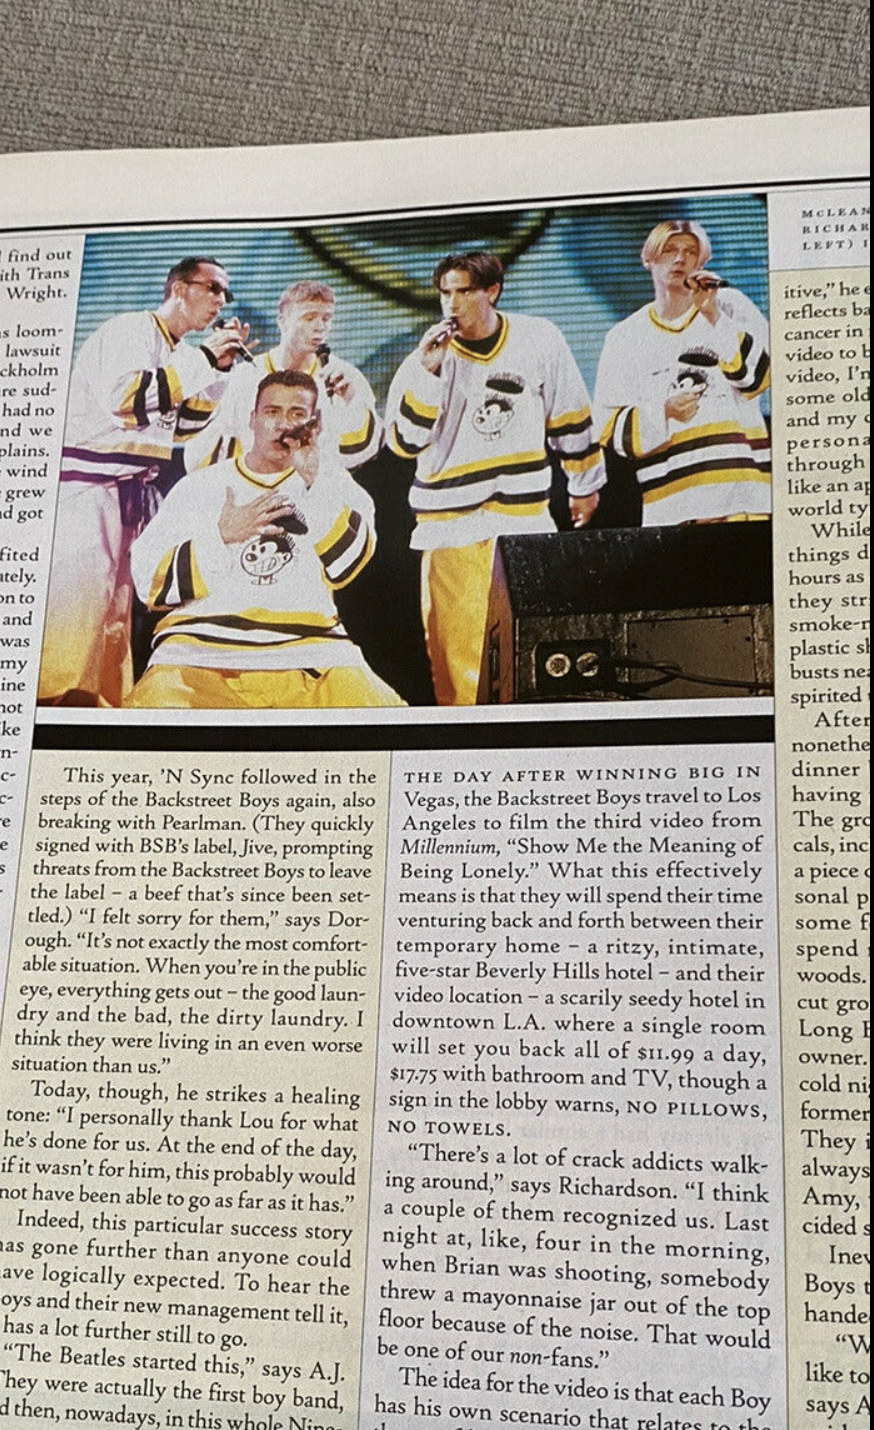 find out
ith Trans
Wright.
s loom-
lawsuit
ckholm
re sud-
had no
nd we
plains.
wind
grew
d got
fited
tely.
on to
and
was
my
ine
not
ke
n-
c-
c-
re
e
s
This year, 'N Sync followed in the
steps of the Backstreet Boys again, also
breaking with Pearlman. (They quickly
signed with BSB's label, Jive, prompting
threats from the Backstreet Boys to leave
the label – a beef that's since been set-
tled.) “I felt sorry for them,” says Dor-
ough. “It's not exactly the most comfort-
able situation. When you're in the public
eye, everything gets out – the good laun-
dry and the bad, the dirty laundry. I
think they were living in an even worse
situation than us.”
Today, though, he strikes a healing
tone: “I personally thank Lou for what
he's done for us. At the end of the day,
if it wasn't for him, this probably would
not have been able to go as far as it has.”
Indeed, this particular success story
has gone further than anyone could
ave logically expected. To hear the
oys and their new management tell it,
has a lot further still to go.
“The Beatles started this,” says A.J.
They were actually the first boy band,
d then, nowadays, in this whole Nine-
THE DAY AFTER WINNING BIG IN
Vegas, the Backstreet Boys travel to Los
Angeles to film the third video from
Millennium, “Show Me the Meaning of
Being Lonely.” What this effectively
means is that they will spend their time
venturing back and forth between their
temporary home – a ritzy, intimate,
five-star Beverly Hills hotel – and their
video location – a scarily seedy hotel in
downtown L.A. where a single room
will set you back all of $11.99 a day,
$17.75 with bathroom and TV, though a
sign in the lobby warns, NO PILLOWS,
NO TOWELS.
“There's a lot of crack addicts walk-
ing around,” says Richardson. “I think
a couple of them recognized us. Last
night at, like, four in the morning,
when Brian was shooting, somebody
threw a mayonnaise jar out of the top
floor because of the noise. That would
be one of our non-fans.”
The idea for the video is that each Boy
has his own scenario that relates to the
MCLEAN
RICHAR
LEFT) I
itive,” he e
reflects ba
cancer in
video to b
video, I'm
some old
and my
persona
through
like an ap
world ty
While
things d
hours as
they str
smoke-r
plastic sl
busts nea
spirited
After
nonethe
dinner
having
The gro
cals, inc
a piece
sonal p
some f
spend
woods.
cut gro
Long B
owner.
cold ni
former
They i
always
Amy,
cided s
Inev
Boys t
hande
“W
like to
says A